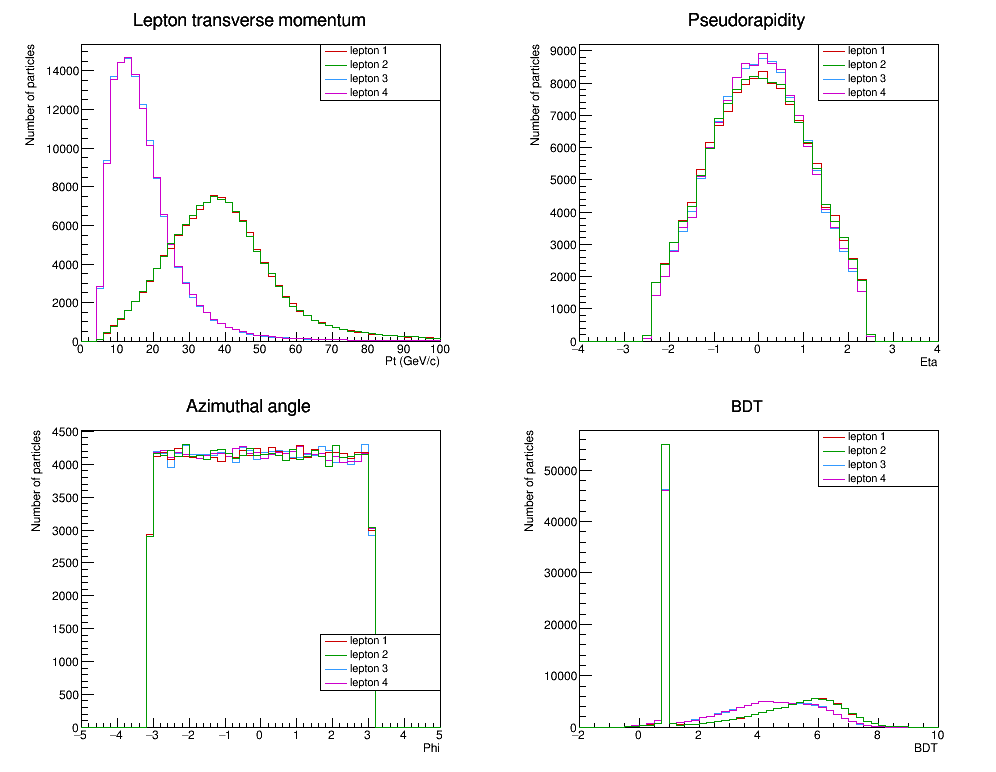 Lepton transverse momentum
Number of particles
14000
12000
10000
8000
6000
4000
2000
0
0 10 20 30 40 50 60 70 80 90 100
Pt (GeV/c)
lepton 1
lepton 2
lepton 3
lepton 4
Pseudorapidity
Number of particles
9000
8000
7000
6000
5000
4000
3000
2000
1000
0
−4 −3 −2 −1 0 1 2 3 4
Eta
lepton 1
lepton 2
lepton 3
lepton 4
Azimuthal angle
Number of particles
4500
4000
3500
3000
2500
2000
1500
1000
500
0
−5 −4 −3 −2 −1 0 1 2 3 4 5
Phi
lepton 1
lepton 2
lepton 3
lepton 4
BDT
Number of particles
50000
40000
30000
20000
10000
0
−2 0 2 4 6 8 10
BDT
lepton 1
lepton 2
lepton 3
lepton 4